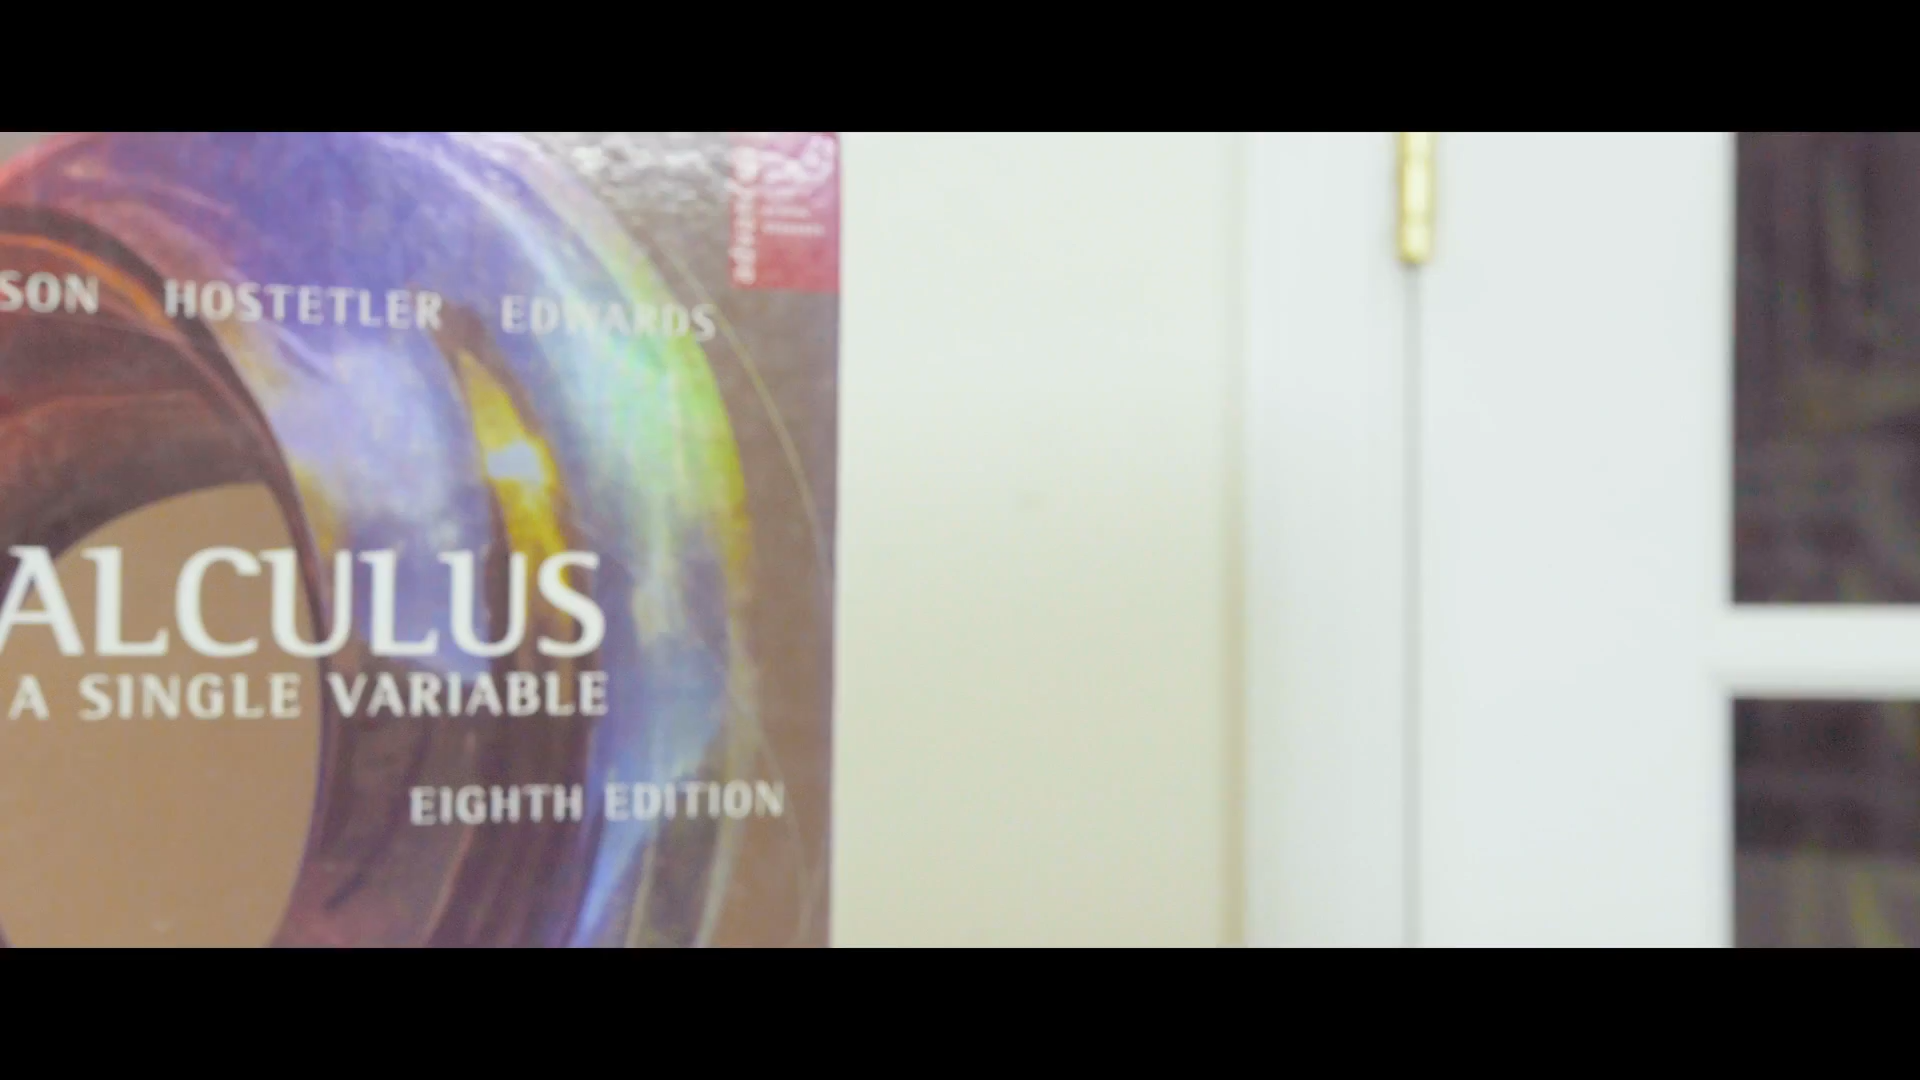 SON HOSTETLER EDWARDS
ALCULUS
A SINGLE VARIABLE
EIGHTH EDITION